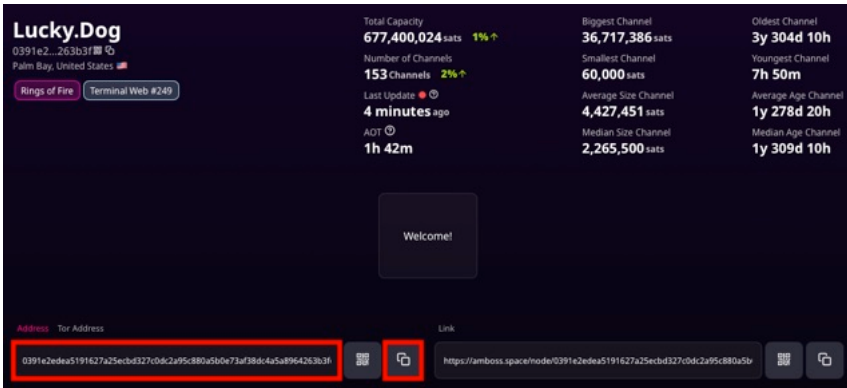 Lucky.Dog
0391e2...263b3f
Palm Bay, United States
Rings of Fire
Terminal Web #249
Total Capacity
677,400,024 sats 1%↑
Number of Channels
153 Channels 2%↑
Last Update
4 minutes ago
AOT
1h 42m
Biggest Channel
36,717,386 sats
Smallest Channel
60,000 sats
Average Size Channel
4,427,451 sats
Median Size Channel
2,265,500 sats
Oldest Channel
3y 304d 10h
Youngest Channel
7h 50m
Average Age Channel
1y 278d 20h
Median Age Channel
1y 309d 10h
Welcome!
Address Tor Address
0391e2edea5191627a25ecbd327c0dc2a95c880a5b0e73af38dc4a5a8964263b3f
Link
https://amboss.space/node/0391e2edea5191627a25ecbd327c0dc2a95c880a5b